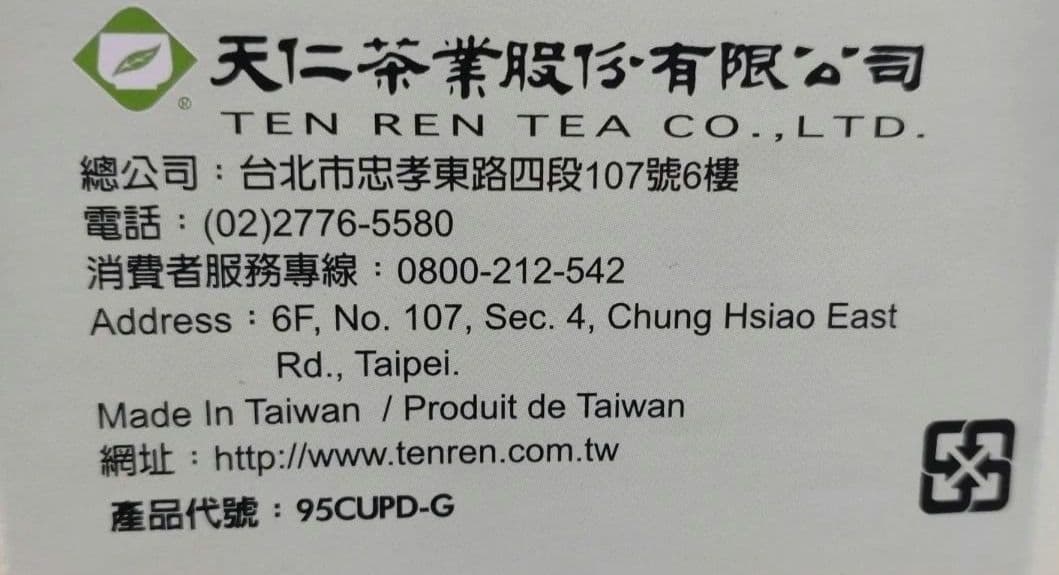 天仁茶業股份有限公司
®
TEN REN TEA CO.,LTD.
總公司：台北市忠孝東路四段107號6樓
電話：(02)2776-5580
消費者服務專線：0800-212-542
Address：6F, No. 107, Sec. 4, Chung Hsiao East
Rd., Taipei.
Made In Taiwan / Produit de Taiwan
網址：http://www.tenren.com.tw
產品代號：95CUPD-G